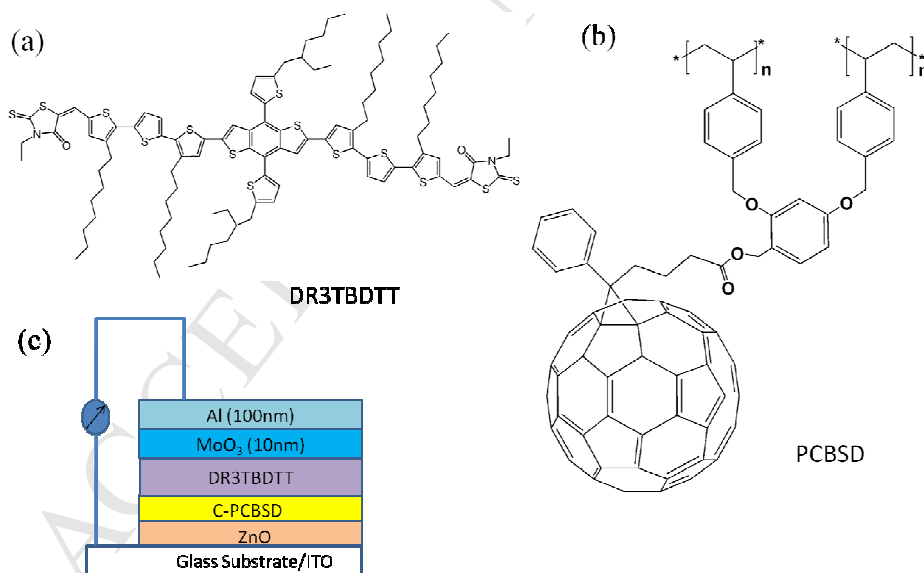 (a)
(b)
S
S
N
O
S
S
S
S
S
S
S
S
S
S
S
O
N
S
S
DR3TBDTT
*
*
n
*
*
n
O
O
O
O
PCBSD
(c)
Al (100nm)
MoO₃ (10nm)
DR3TBDTT
C-PCBSD
ZnO
Glass Substrate/ITO